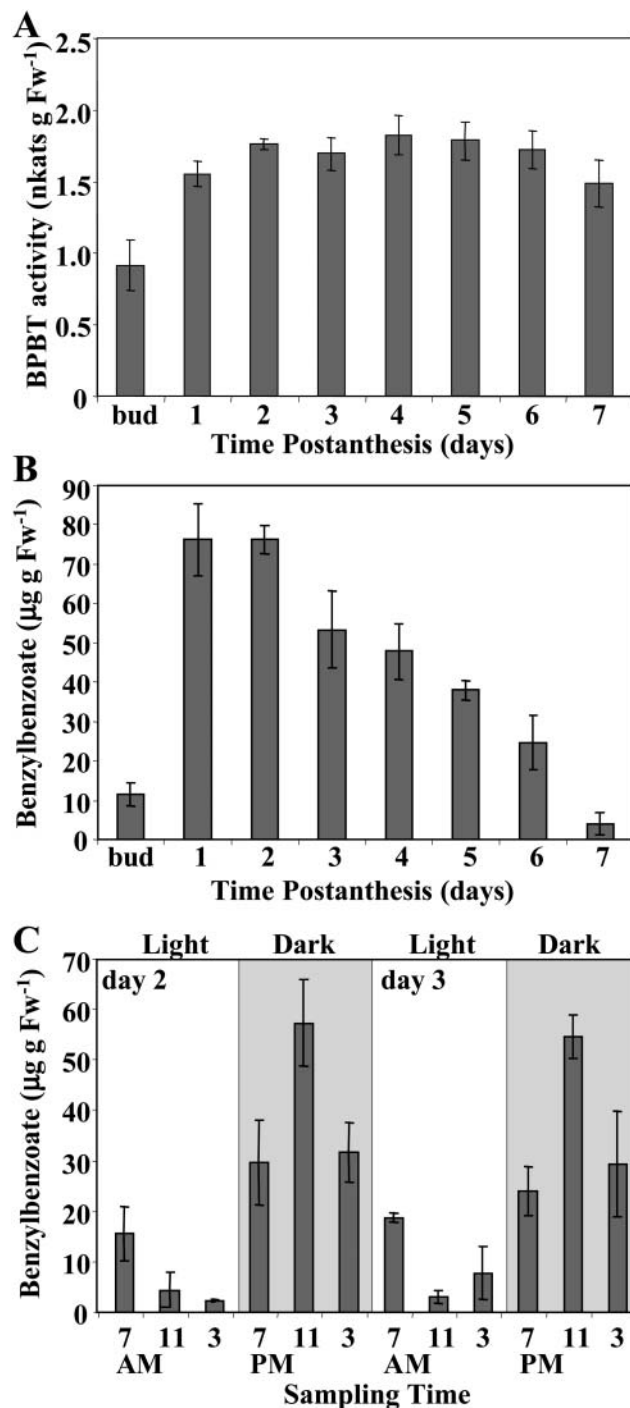 A
BPBT activity (nkats g Fw-1)
2.5
2.0
1.5
1.0
0.5
0
bud 1 2 3 4 5 6 7
Time Postanthesis (days)
B
Benzylbenzoate (µg g Fw-1)
90
80
70
60
50
40
30
20
10
0
bud 1 2 3 4 5 6 7
Time Postanthesis (days)
C
Light Dark Light Dark
Benzylbenzoate (µg g Fw-1)
70
60
50
40
30
20
10
0
day 2 day 3
7 11 3 7 11 3 7 11 3 7 11 3
AM PM AM PM
Sampling Time